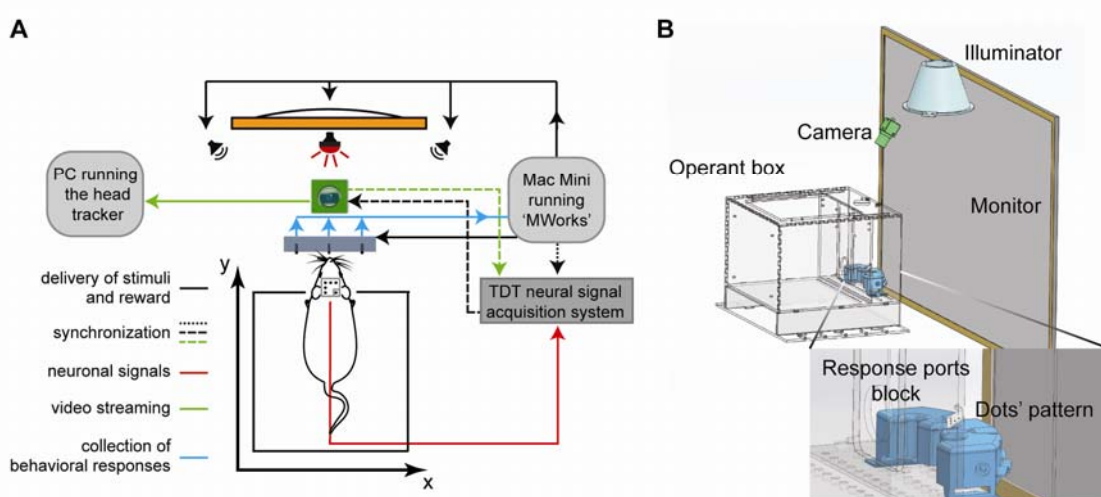 A
PC running
the head
tracker
Mac Mini
running
‘MWorks’
TDT neural signal
acquisition system
delivery of stimuli
and reward
synchronization
neuronal signals
video streaming
collection of
behavioral responses
y
x
B
Illuminator
Camera
Operant box
Monitor
Response ports
block
Dots’ pattern